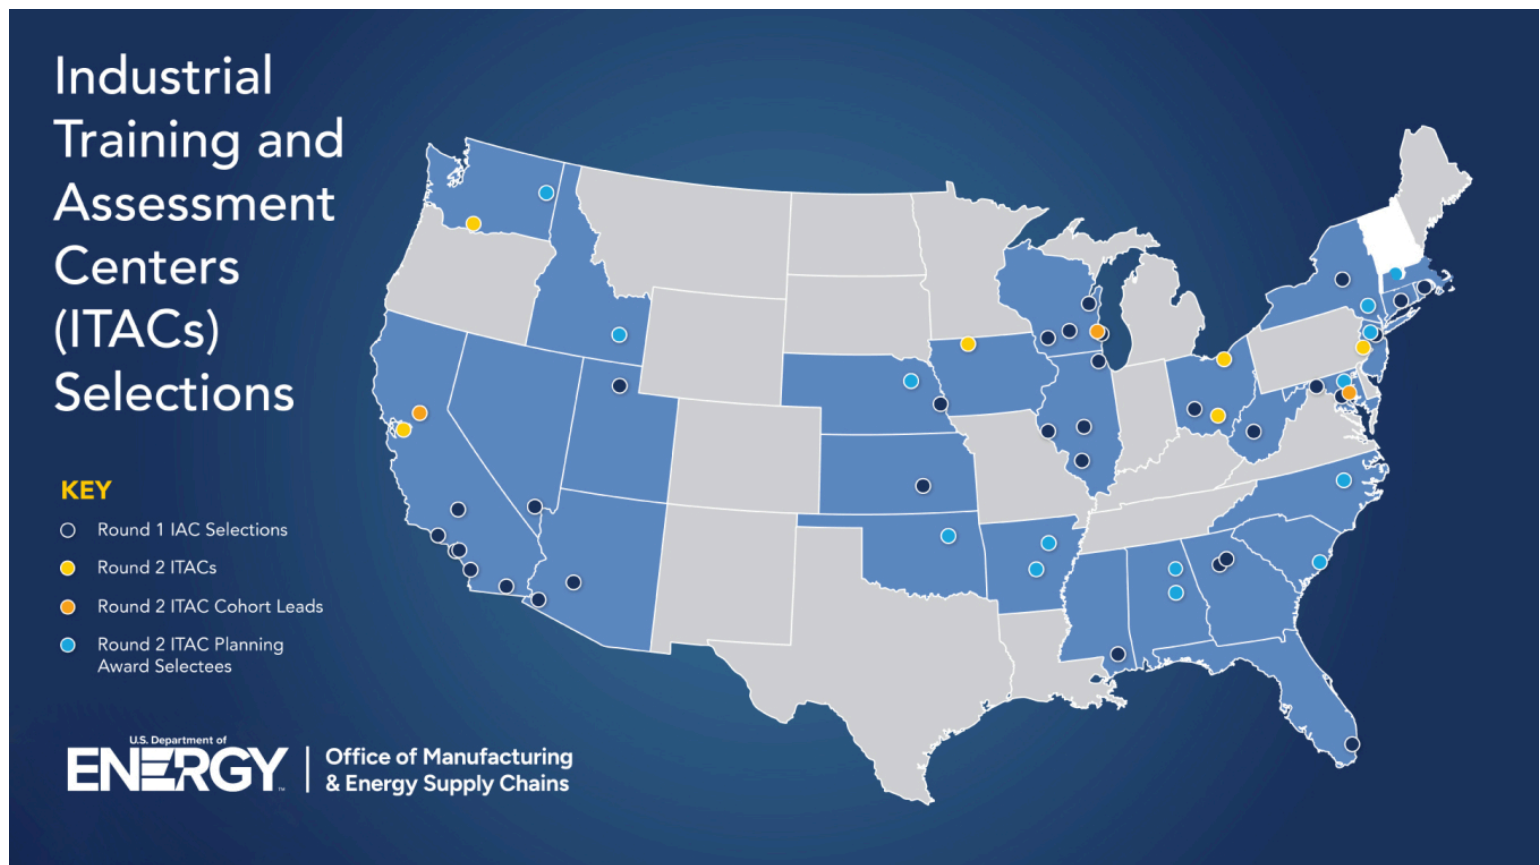 Industrial
Training and
Assessment
Centers
(ITACs)
Selections
KEY
Round 1 IAC Selections
Round 2 ITACs
Round 2 ITAC Cohort Leads
Round 2 ITAC Planning
Award Selectees
U.S. Department of
ENERGY™
Office of Manufacturing
& Energy Supply Chains